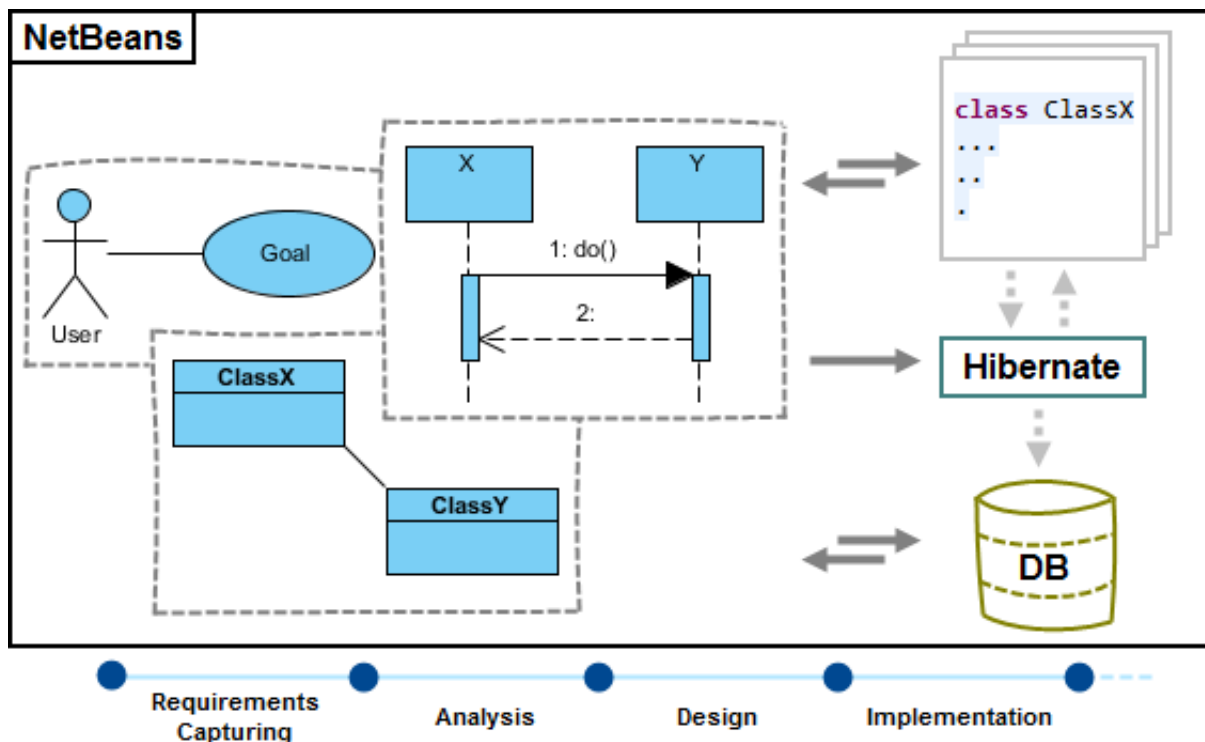 NetBeans
class ClassX
...
..
.
X
Y
Goal
1: do()
2:
User
Hibernate
ClassX
ClassY
DB
Requirements
Capturing
Analysis
Design
Implementation